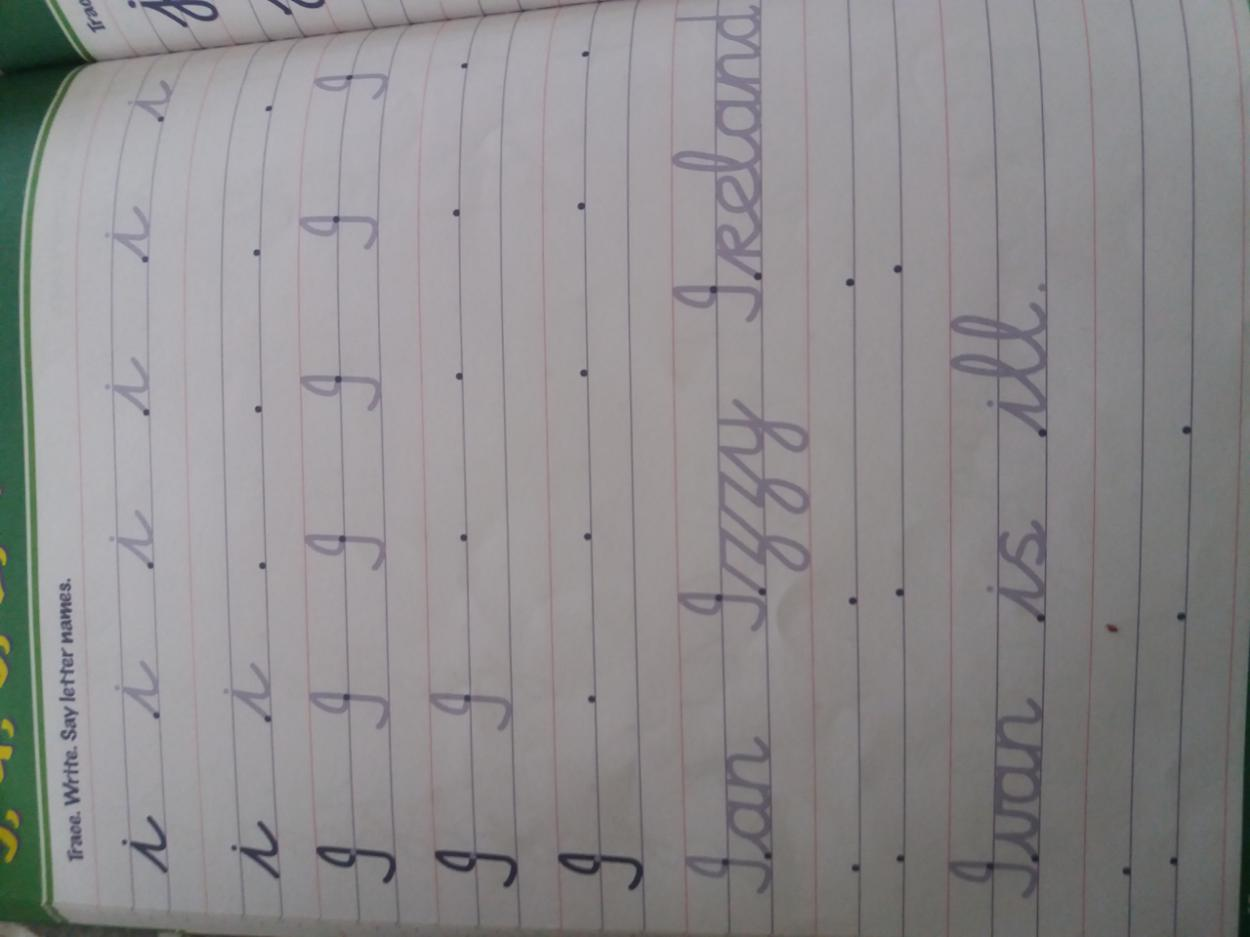 Trace. Write. Say letter names.
i i i i i i
i i
I I I I I
I I
I
Ian Izzy Ireland
Ivan is ill.